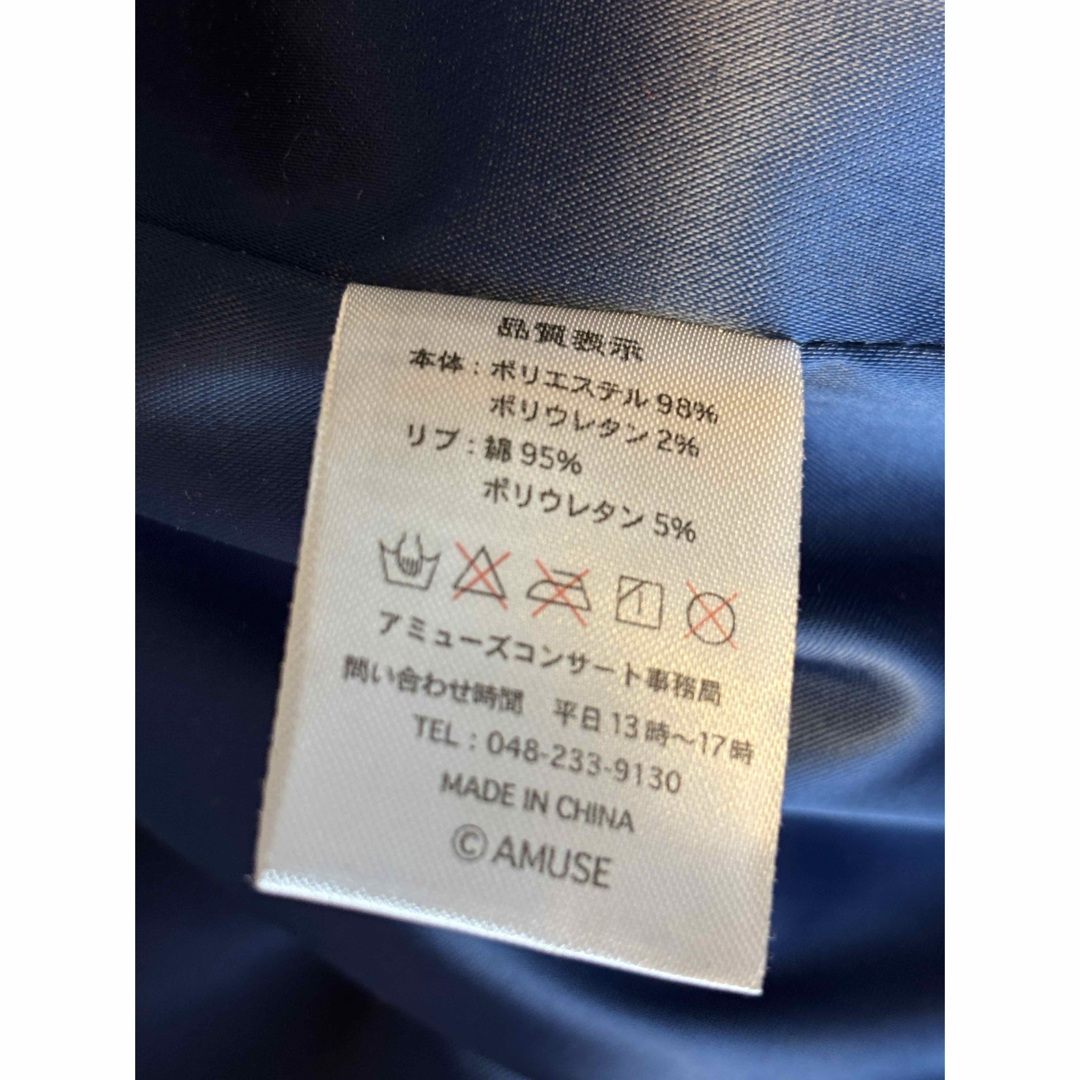 品質表示
本体：ポリエステル 98%
ポリウレタン 2%
リブ：綿 95%
ポリウレタン 5%
アミューズコンサート事務局
問い合わせ時間　平日 13時～17時
TEL：048-233-9130
MADE IN CHINA
©AMUSE